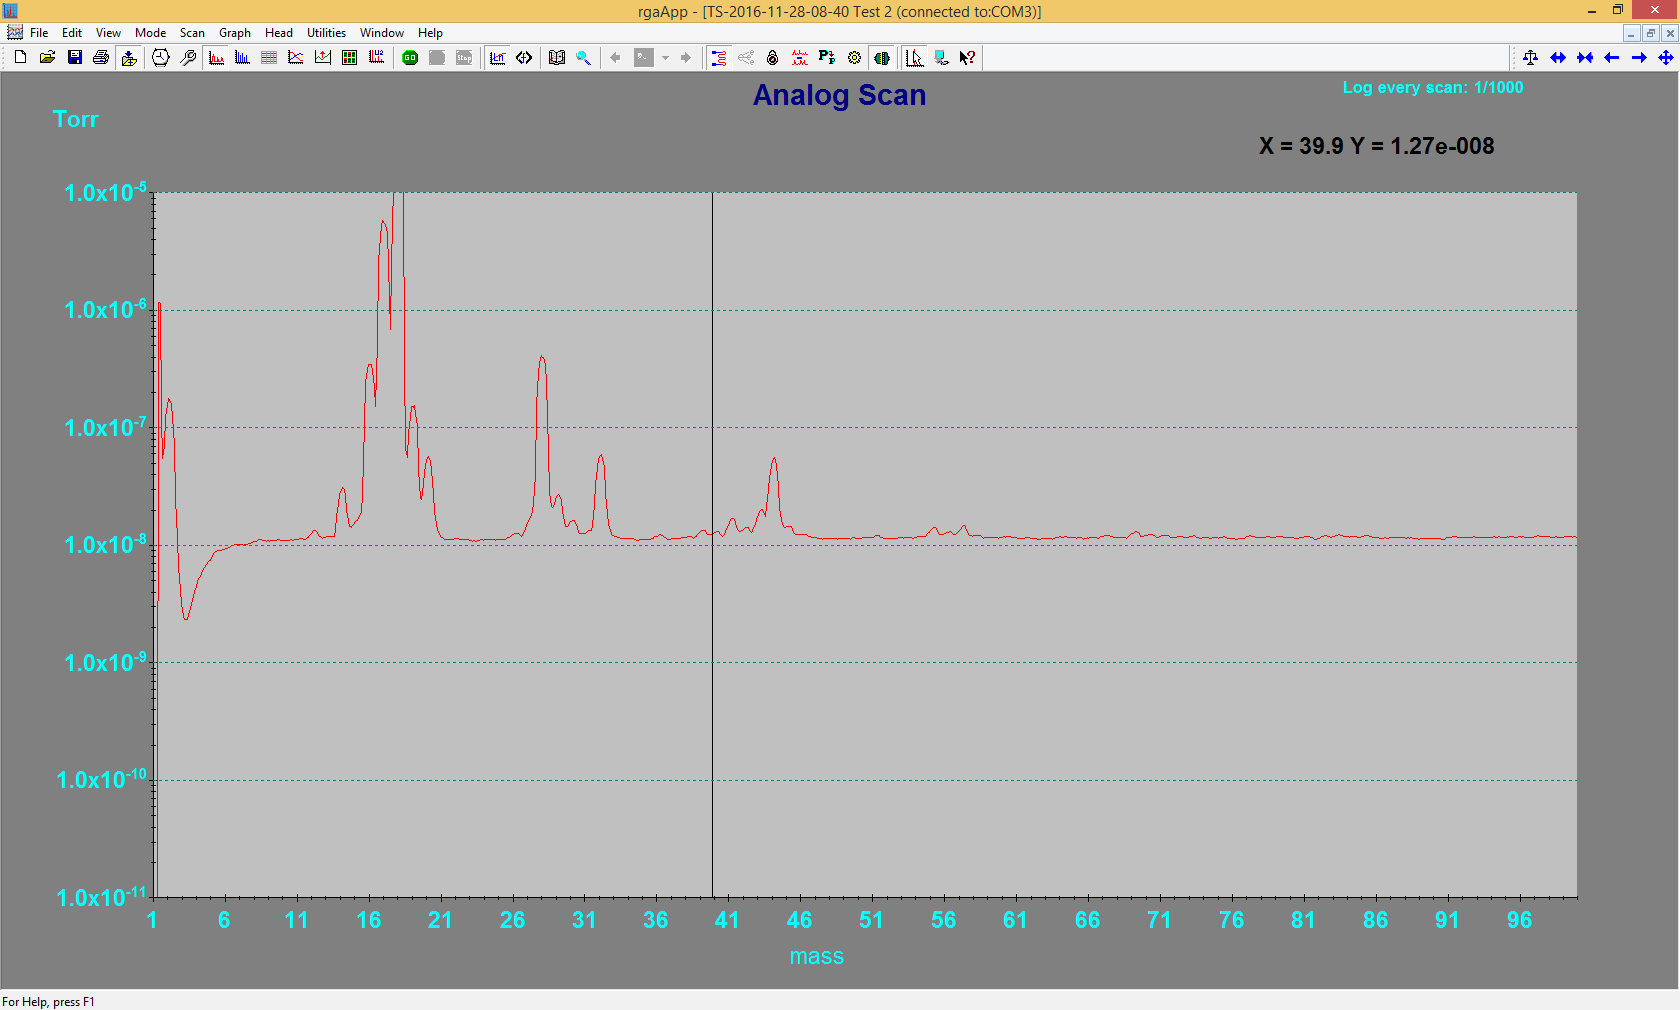 rgaApp - [TS-2016-11-28-08-40 Test 2 (connected to:COM3)]
File Edit View Mode Scan Graph Head Utilities Window Help
GO Stop
Analog Scan
Log every scan: 1/1000
Torr
X = 39.9 Y = 1.27e-008
1.0x10-5
1.0x10-6
1.0x10-7
1.0x10-8
1.0x10-9
1.0x10-10
1.0x10-11
1 6 11 16 21 26 31 36 41 46 51 56 61 66 71 76 81 86 91 96
mass
For Help, press F1